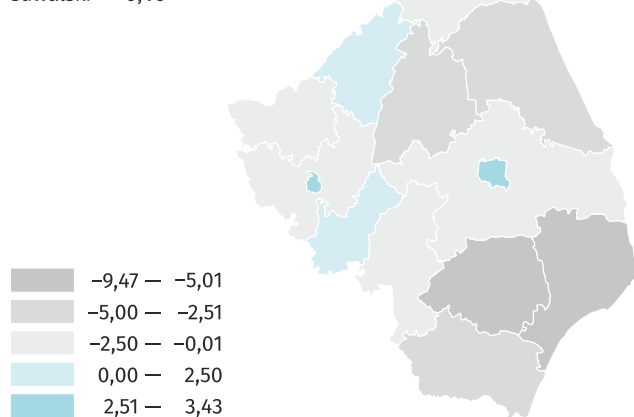 −9,47 — −5,01
−5,00 — −2,51
−2,50 — −0,01
0,00 — 2,50
2,51 — 3,43